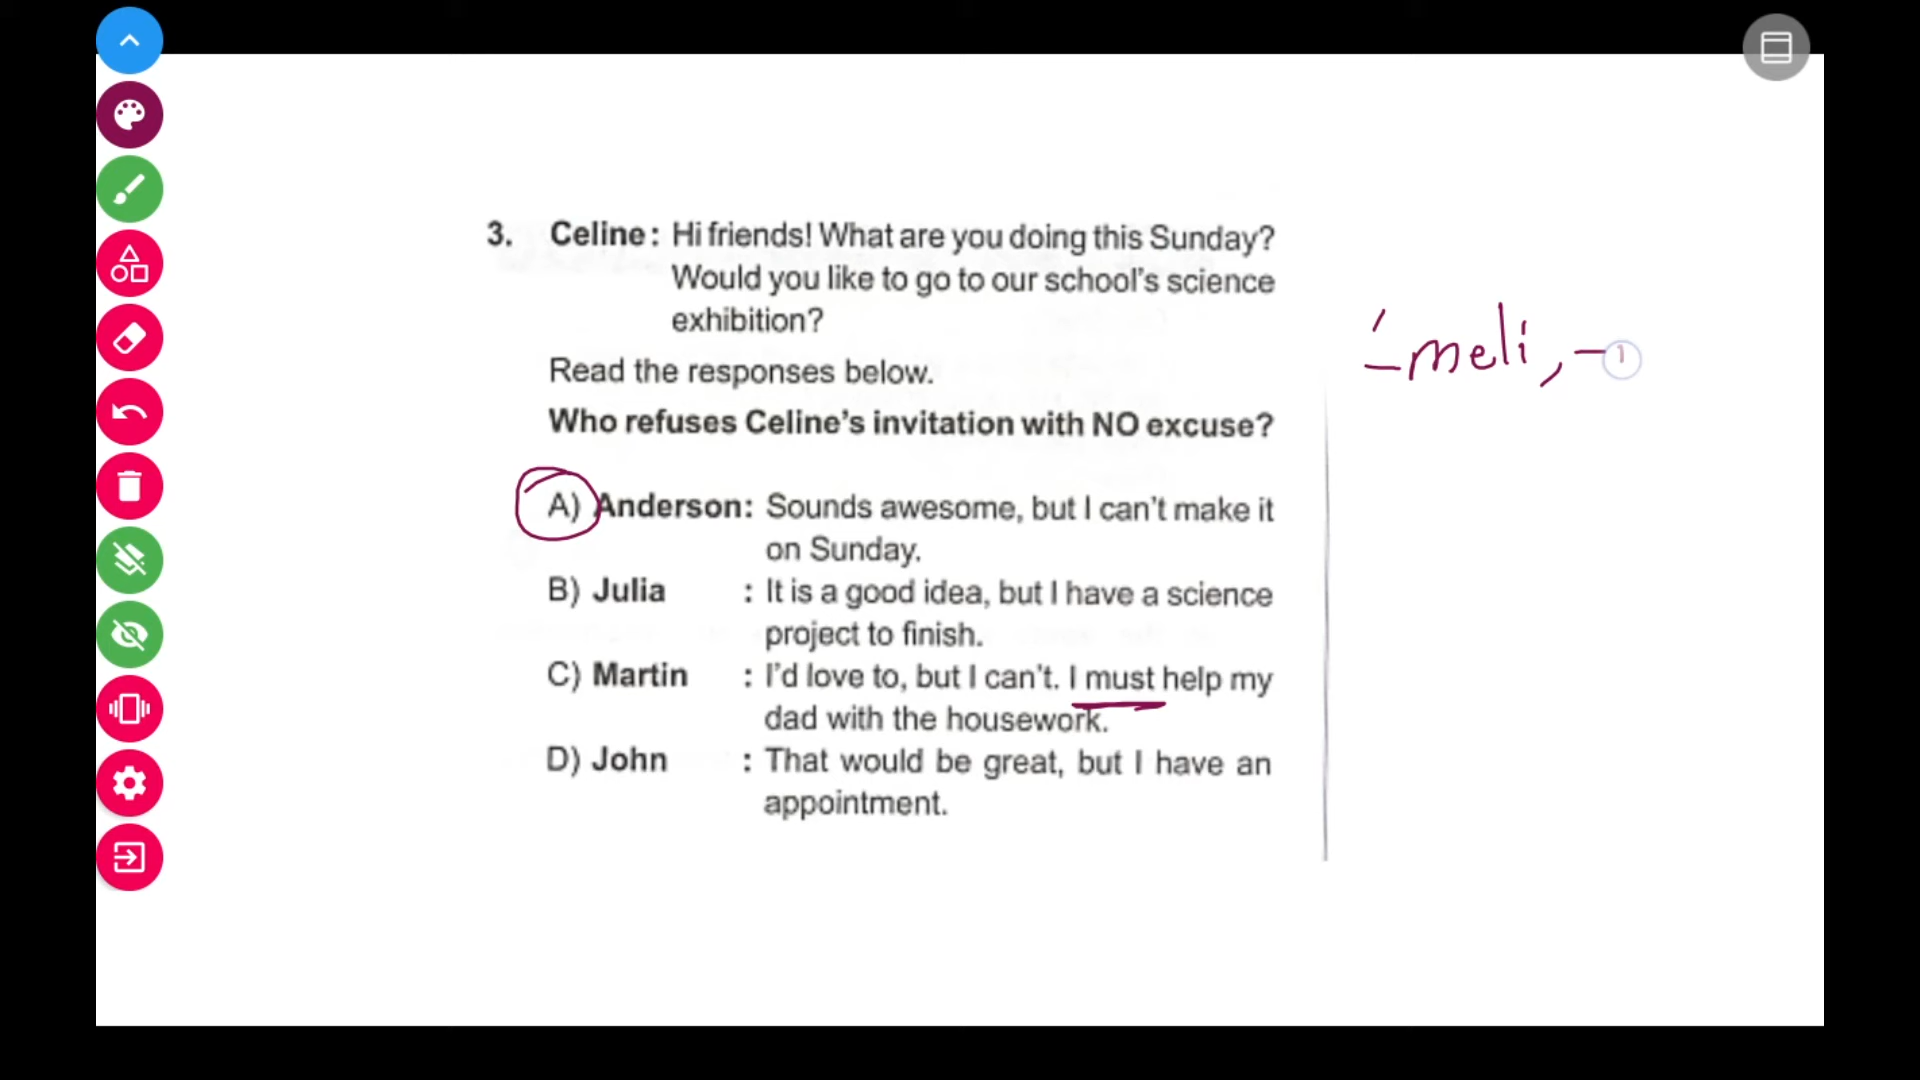 3. Celine : Hi friends! What are you doing this Sunday?
Would you like to go to our school's science
exhibition?
Read the responses below.
Who refuses Celine's invitation with NO excuse?
A) Anderson: Sounds awesome, but I can't make it
on Sunday.
B) Julia : It is a good idea, but I have a science
project to finish.
C) Martin : I'd love to, but I can't. I must help my
dad with the housework.
D) John : That would be great, but I have an
appointment.
-meli, -